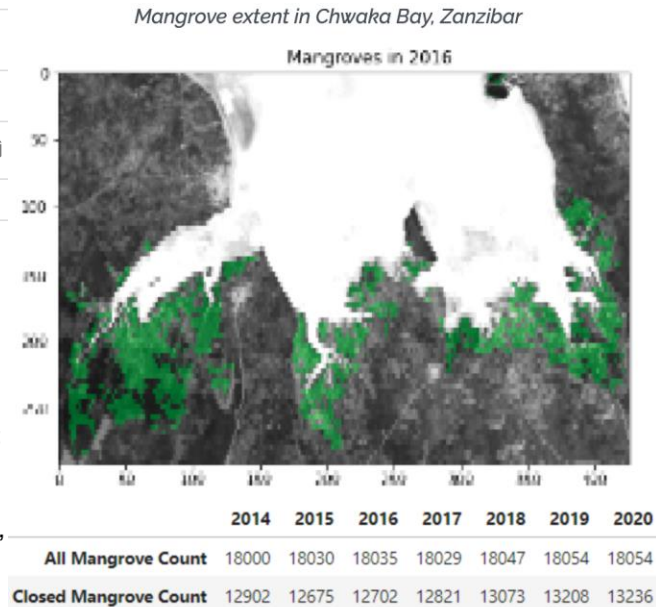 Mangrove extent in Chwaka Bay, Zanzibar
Mangroves in 2016
0
50
100
150
200
250
0 50 100 150 200 250 300 350 400
2014 2015 2016 2017 2018 2019 2020
All Mangrove Count 18000 18030 18035 18029 18047 18054 18054
Closed Mangrove Count 12902 12675 12702 12821 13073 13208 13236